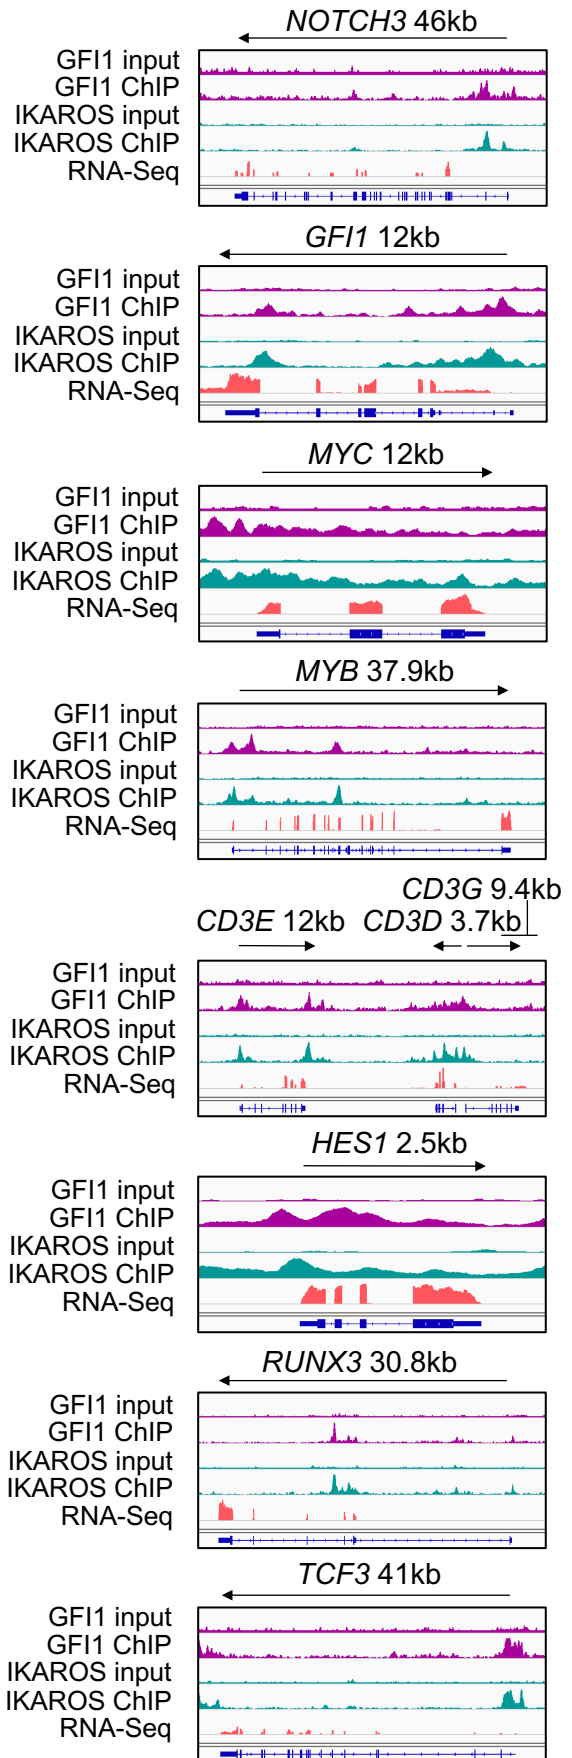 NOTCH3 46kb
GFI1 input
GFI1 ChIP
IKAROS input
IKAROS ChIP
RNA-Seq
GFI1 12kb
GFI1 input
GFI1 ChIP
IKAROS input
IKAROS ChIP
RNA-Seq
MYC 12kb
GFI1 input
GFI1 ChIP
IKAROS input
IKAROS ChIP
RNA-Seq
MYB 37.9kb
GFI1 input
GFI1 ChIP
IKAROS input
IKAROS ChIP
RNA-Seq
CD3G 9.4kb
CD3E 12kb CD3D 3.7kb
GFI1 input
GFI1 ChIP
IKAROS input
IKAROS ChIP
RNA-Seq
HES1 2.5kb
GFI1 input
GFI1 ChIP
IKAROS input
IKAROS ChIP
RNA-Seq
RUNX3 30.8kb
GFI1 input
GFI1 ChIP
IKAROS input
IKAROS ChIP
RNA-Seq
TCF3 41kb
GFI1 input
GFI1 ChIP
IKAROS input
IKAROS ChIP
RNA-Seq